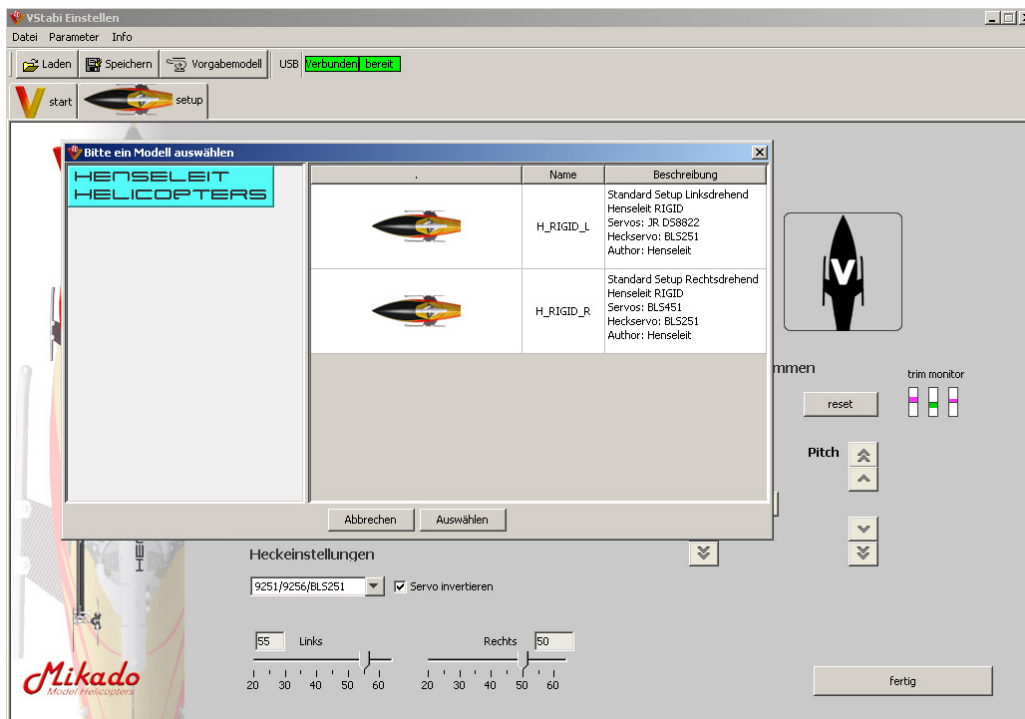 VStabi Einstellen
Datei Parameter Info
Laden Speichern Vorgabemodell USB Verbunden bereit
start setup
Bitte ein Modell auswählen
HENSELEIT
HELICOPTERS
. Name Beschreibung
H_RIGID_L
Standard Setup Linksdrehend
Henseleit RIGID
Servos: JR DS8822
Heckservo: BLS251
Author: Henseleit
H_RIGID_R
Standard Setup Rechtsdrehend
Henseleit RIGID
Servos: BLS451
Heckservo: BLS251
Author: Henseleit
Abbrechen Auswählen
V
mmen
trim monitor
reset
Pitch
Heckeinstellungen
9251/9256/BLS251 Servo invertieren
55 Links Rechts 50
20 30 40 50 60 20 30 40 50 60
Mikado
Model Helicopters
fertig